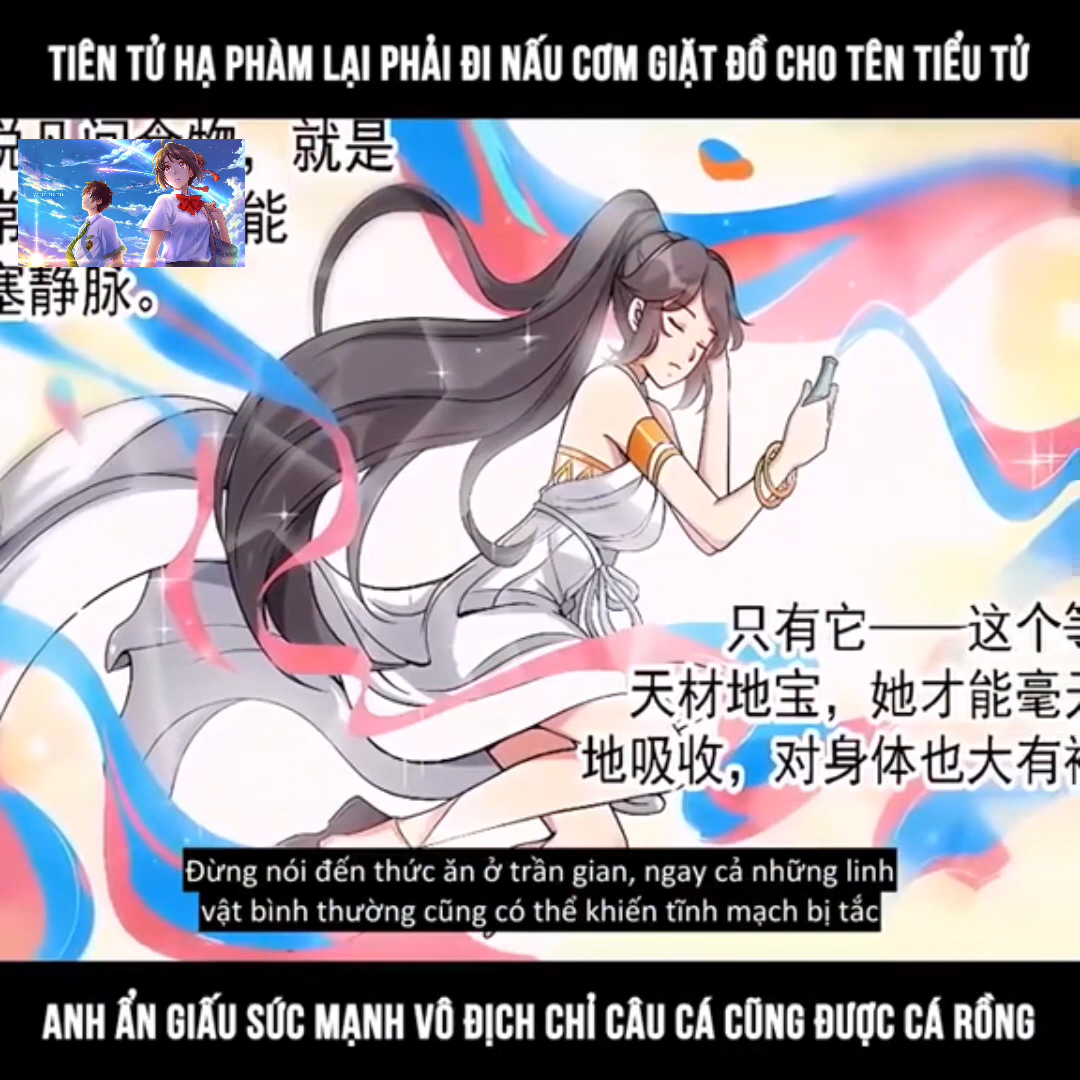 TIÊN TỬ HẠ PHÀM LẠI PHẢI ĐI NẤU CƠM GIẶT ĐỒ CHO TÊN TIỂU TỬ
，就是
能
塞静脉。
只有它——这个等
天材地宝，她才能毫无
地吸收，对身体也大有裨
Đừng nói đến thức ăn ở trần gian, ngay cả những linh
vật bình thường cũng có thể khiến tĩnh mạch bị tắc
ANH ẨN GIẤU SỨC MẠNH VÔ ĐỊCH CHỈ CÂU CÁ CŨNG ĐƯỢC CÁ RỒNG